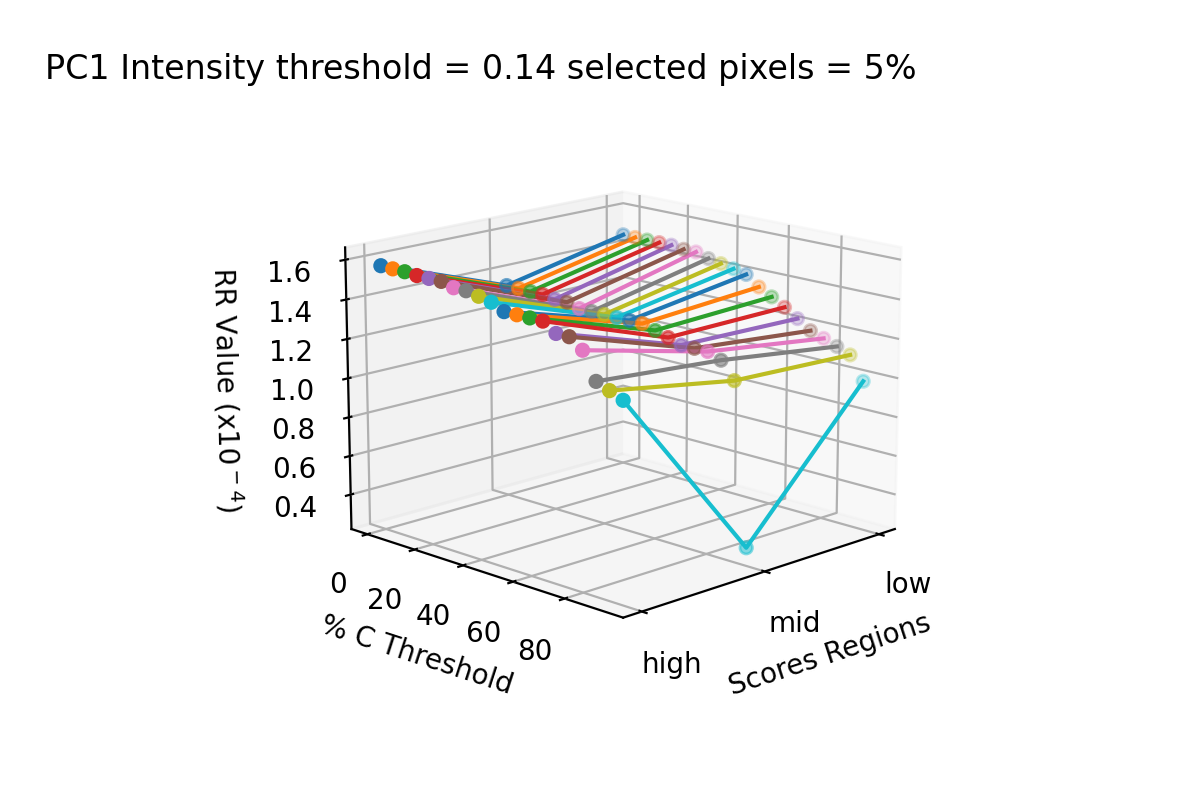 PC1 Intensity threshold = 0.14 selected pixels = 5%
RR Value (x10⁻⁴)
1.6
1.4
1.2
1.0
0.8
0.6
0.4
0
20
40
60
80
% C Threshold
high
mid
low
Scores Regions